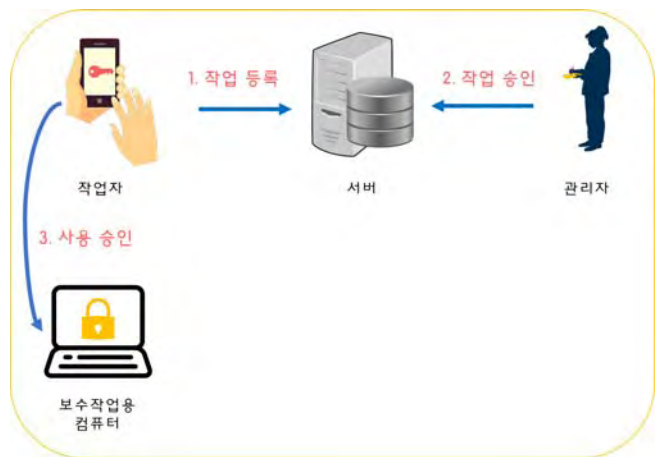 1. 작업 등록
2. 작업 승인
작업자
서버
관리자
3. 사용 승인
보수작업용
컴퓨터